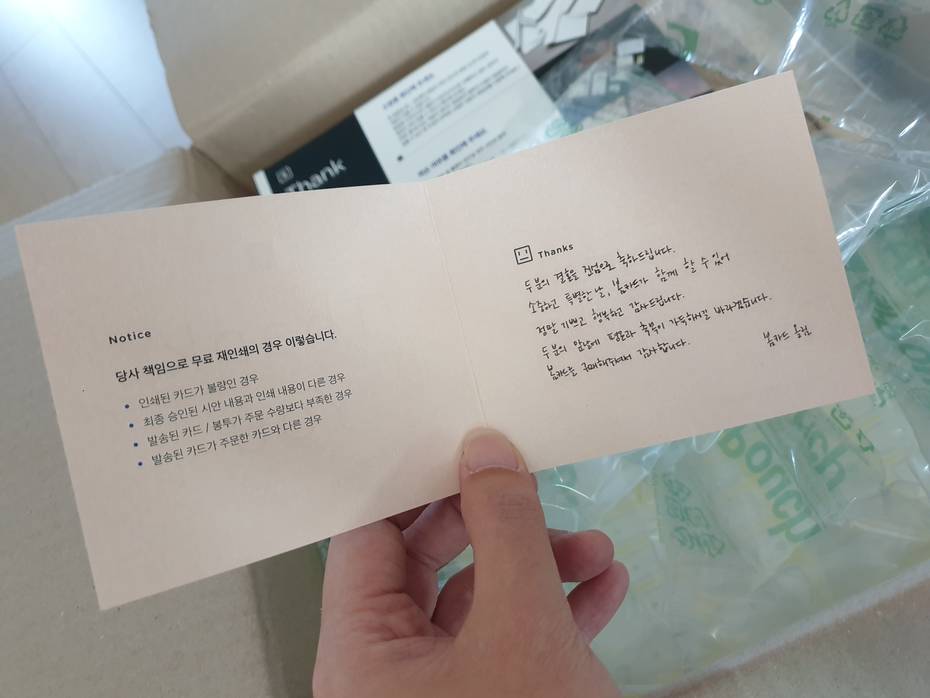 Notice
당사 책임으로 무료 재인쇄의 경우 이렇습니다.
• 인쇄된 카드가 불량인 경우
• 최종 승인된 시안 내용과 인쇄 내용이 다른 경우
• 발송된 카드 / 봉투가 주문 수량보다 부족한 경우
• 발송된 카드가 주문한 카드와 다른 경우
Thanks
두분의 결혼을 진심으로 축하드립니다.
소중하고 특별한 날, 봄카드가 함께 할 수 있어
정말 기쁘고 행복하고 감사드립니다.
두분의 앞날에 평온과 축복이 가득하시길 바라겠습니다.
봄카드를 구매해주셔서 감사합니다.
봄카드 올림
Thank